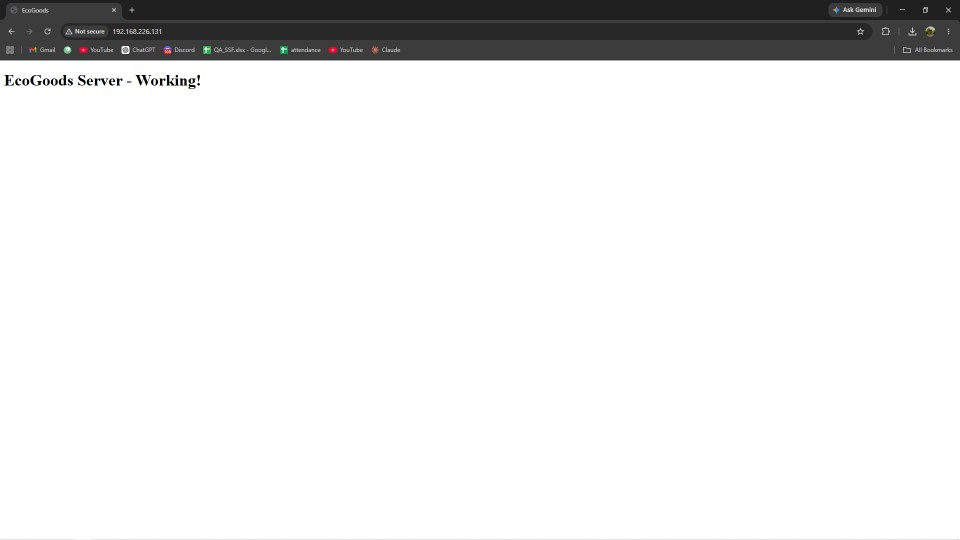 EcoGoods
Ask Gemini
Not secure 192.168.226.131
Gmail YouTube ChatGPT Discord QA_SSF.xlsx - Googl... attendance YouTube Claude All Bookmarks
EcoGoods Server - Working!